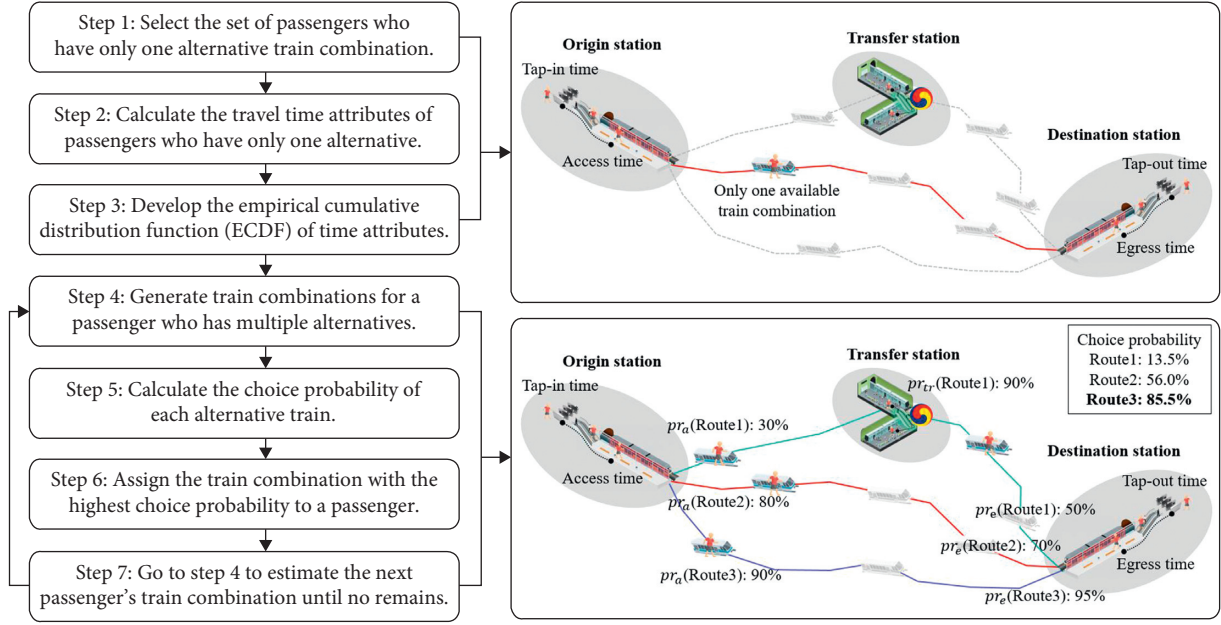 Step 1: Select the set of passengers who
have only one alternative train combination.
Step 2: Calculate the travel time attributes of
passengers who have only one alternative.
Step 3: Develop the empirical cumulative
distribution function (ECDF) of time attributes.
Step 4: Generate train combinations for a
passenger who has multiple alternatives.
Step 5: Calculate the choice probability of
each alternative train.
Step 6: Assign the train combination with the
highest choice probability to a passenger.
Step 7: Go to step 4 to estimate the next
passenger's train combination until no remains.
Origin station
Tap-in time
Access time
Transfer station
Only one available
train combination
Destination station
Tap-out time
Egress time
Choice probability
Route1: 13.5%
Route2: 56.0%
Route3: 85.5%
Origin station
Tap-in time
Access time
Transfer station
pr_tr(Route1): 90%
pr_a(Route1): 30%
pr_a(Route2): 80%
pr_a(Route3): 90%
Destination station
Tap-out time
pr_e(Route1): 50%
pr_e(Route2): 70%
Egress time
pr_e(Route3): 95%